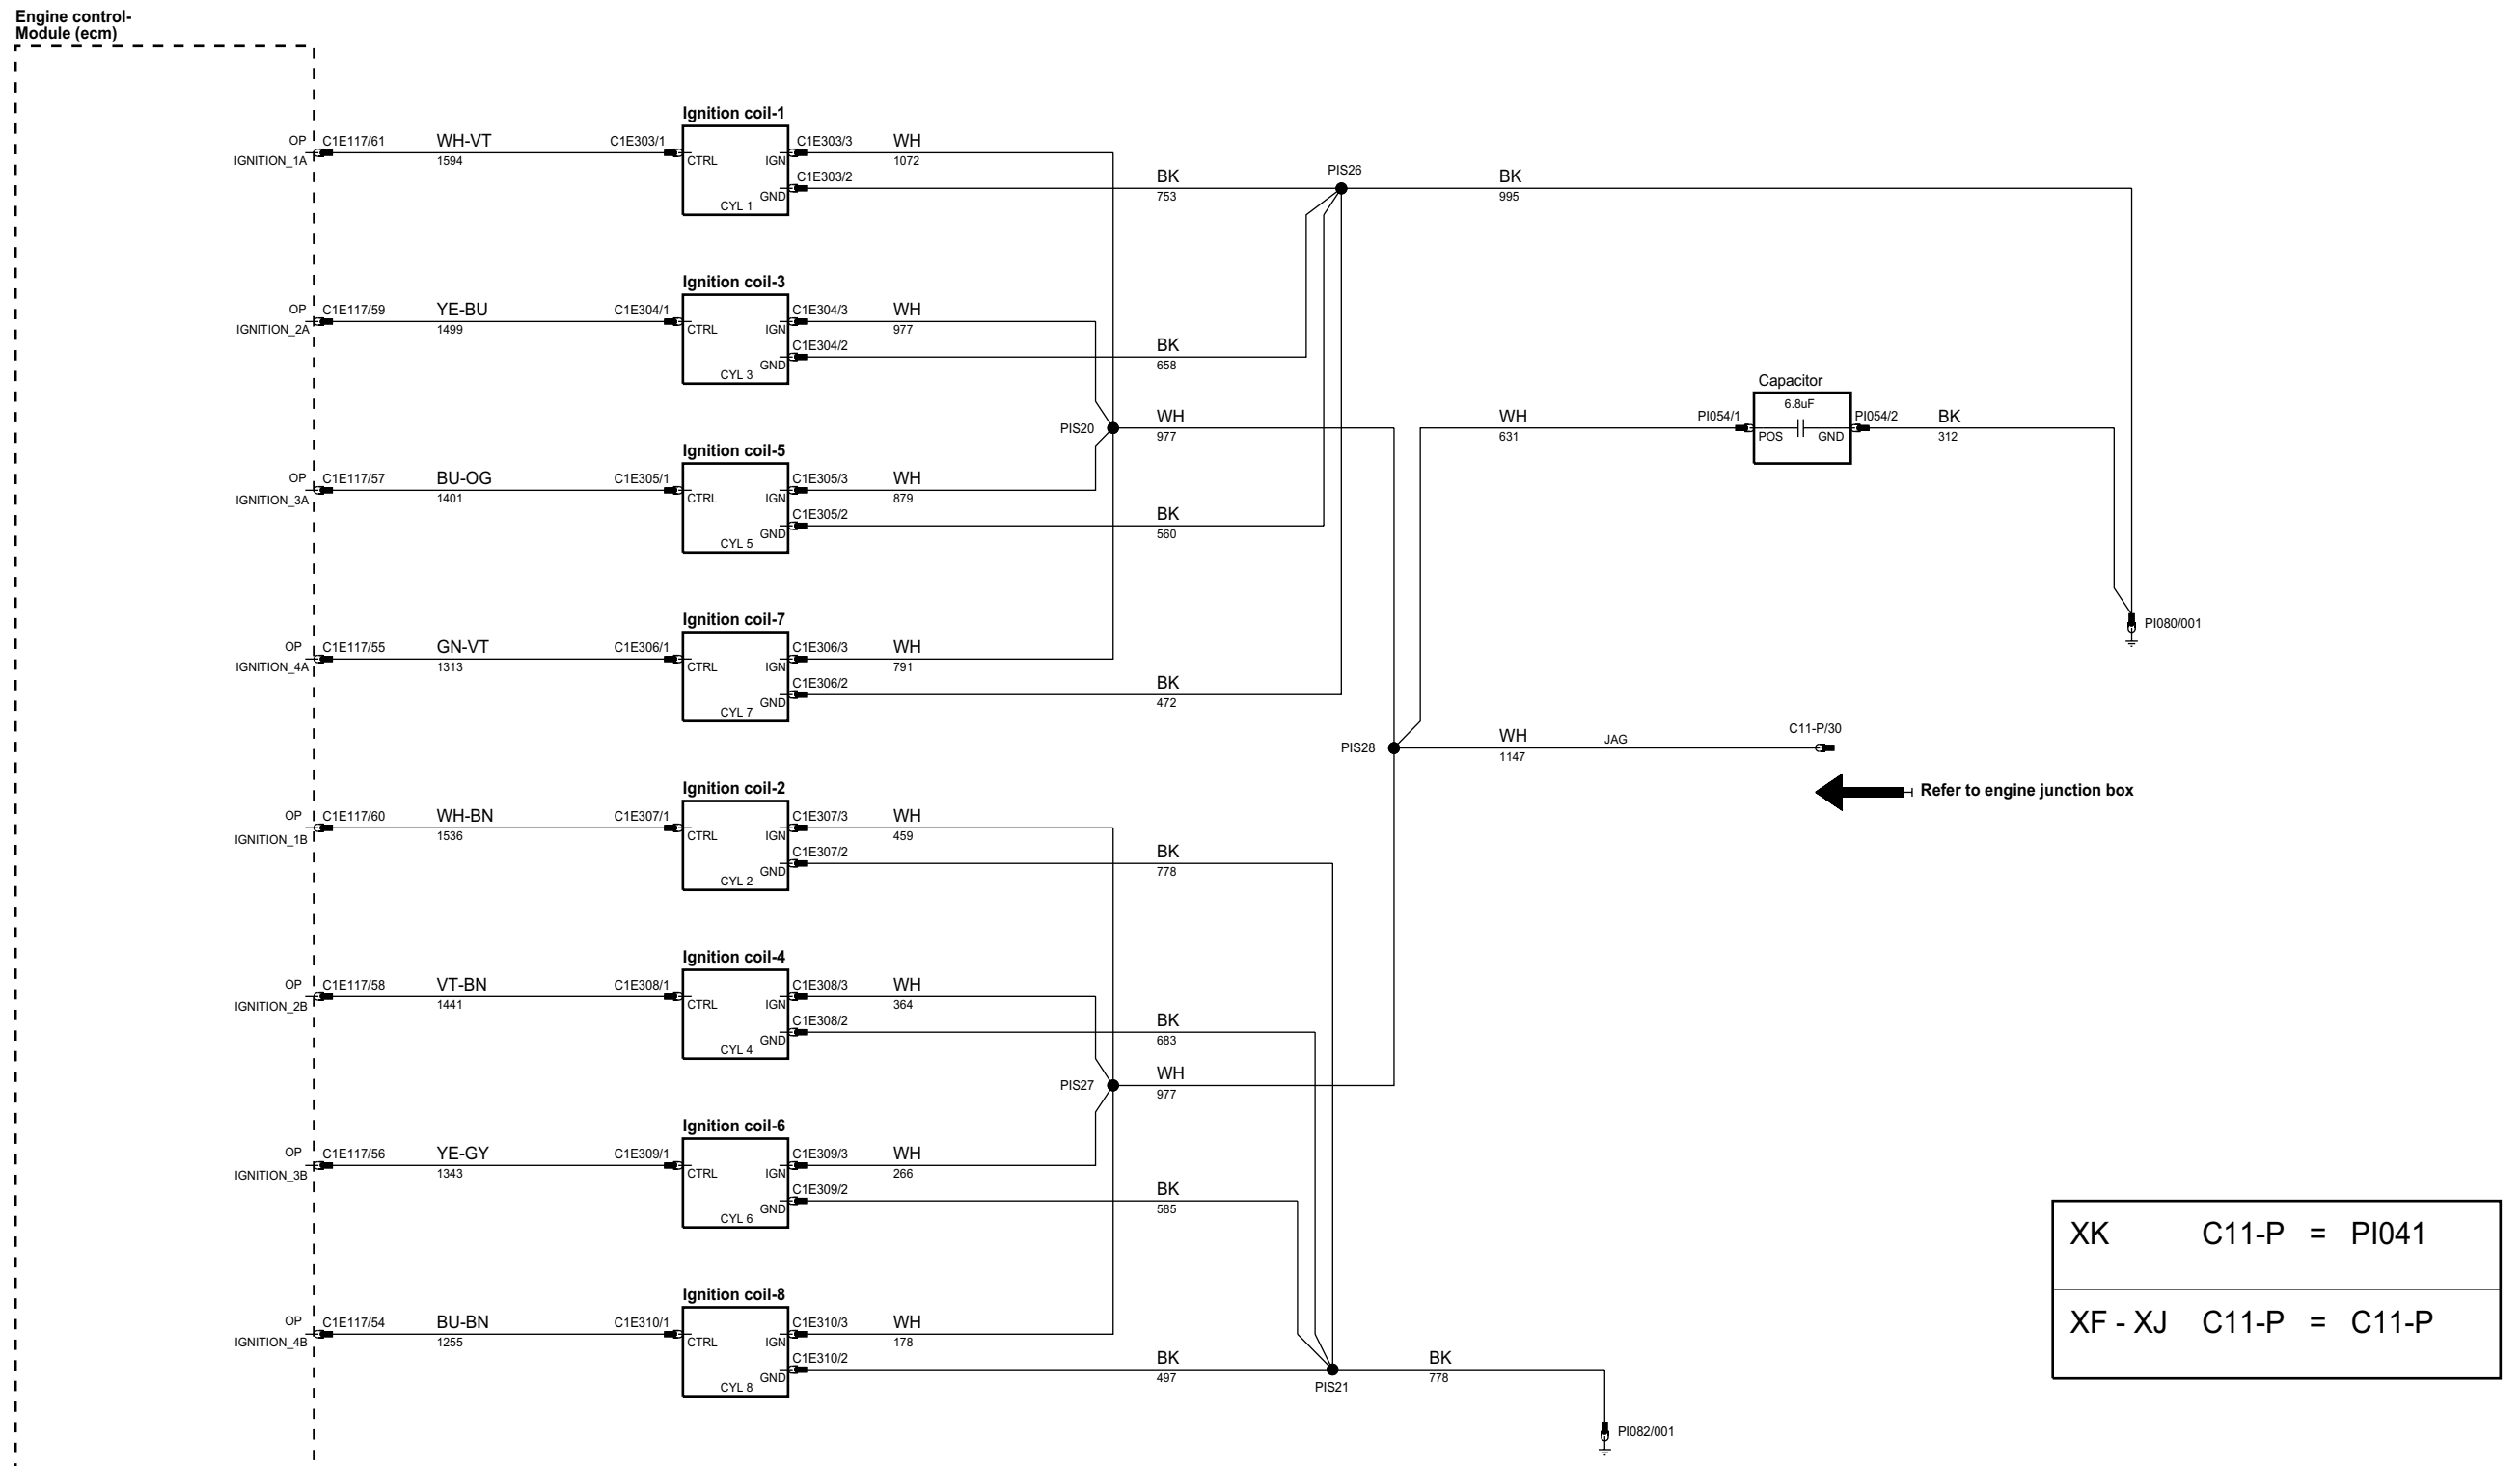 Engine control-
Module (ecm)
Ignition coil-1
OP C1E117/61 WH-VT C1E303/1 C1E303/3 WH
IGNITION_1A 1594 CTRL IGN 1072
C1E303/2 BK PIS26 BK
GND 753 995
CYL 1
Ignition coil-3
OP C1E117/59 YE-BU C1E304/1 C1E304/3 WH
IGNITION_2A 1499 CTRL IGN 977
C1E304/2 BK
GND 658
CYL 3
Capacitor
6.8uF
PIS20 WH WH PI054/1 PI054/2 BK
977 631 POS GND 312
Ignition coil-5
OP C1E117/57 BU-OG C1E305/1 C1E305/3 WH
IGNITION_3A 1401 CTRL IGN 879
C1E305/2 BK
GND 560
CYL 5
Ignition coil-7
PI080/001
OP C1E117/55 GN-VT C1E306/1 C1E306/3 WH
IGNITION_4A 1313 CTRL IGN 791
C1E306/2 BK
GND 472
CYL 7
PIS28 WH JAG C11-P/30
1147
Refer to engine junction box
Ignition coil-2
OP C1E117/60 WH-BN C1E307/1 C1E307/3 WH
IGNITION_1B 1536 CTRL IGN 459
C1E307/2 BK
GND 778
CYL 2
Ignition coil-4
OP C1E117/58 VT-BN C1E308/1 C1E308/3 WH
IGNITION_2B 1441 CTRL IGN 364
C1E308/2 BK
GND 683
CYL 4
PIS27 WH
977
Ignition coil-6
OP C1E117/56 YE-GY C1E309/1 C1E309/3 WH
IGNITION_3B 1343 CTRL IGN 266
C1E309/2 BK
GND 585
CYL 6
Ignition coil-8
OP C1E117/54 BU-BN C1E310/1 C1E310/3 WH
IGNITION_4B 1255 CTRL IGN 178
C1E310/2 BK BK
GND 497 PIS21 778
CYL 8
PI082/001
XK C11-P = PI041
XF - XJ C11-P = C11-P